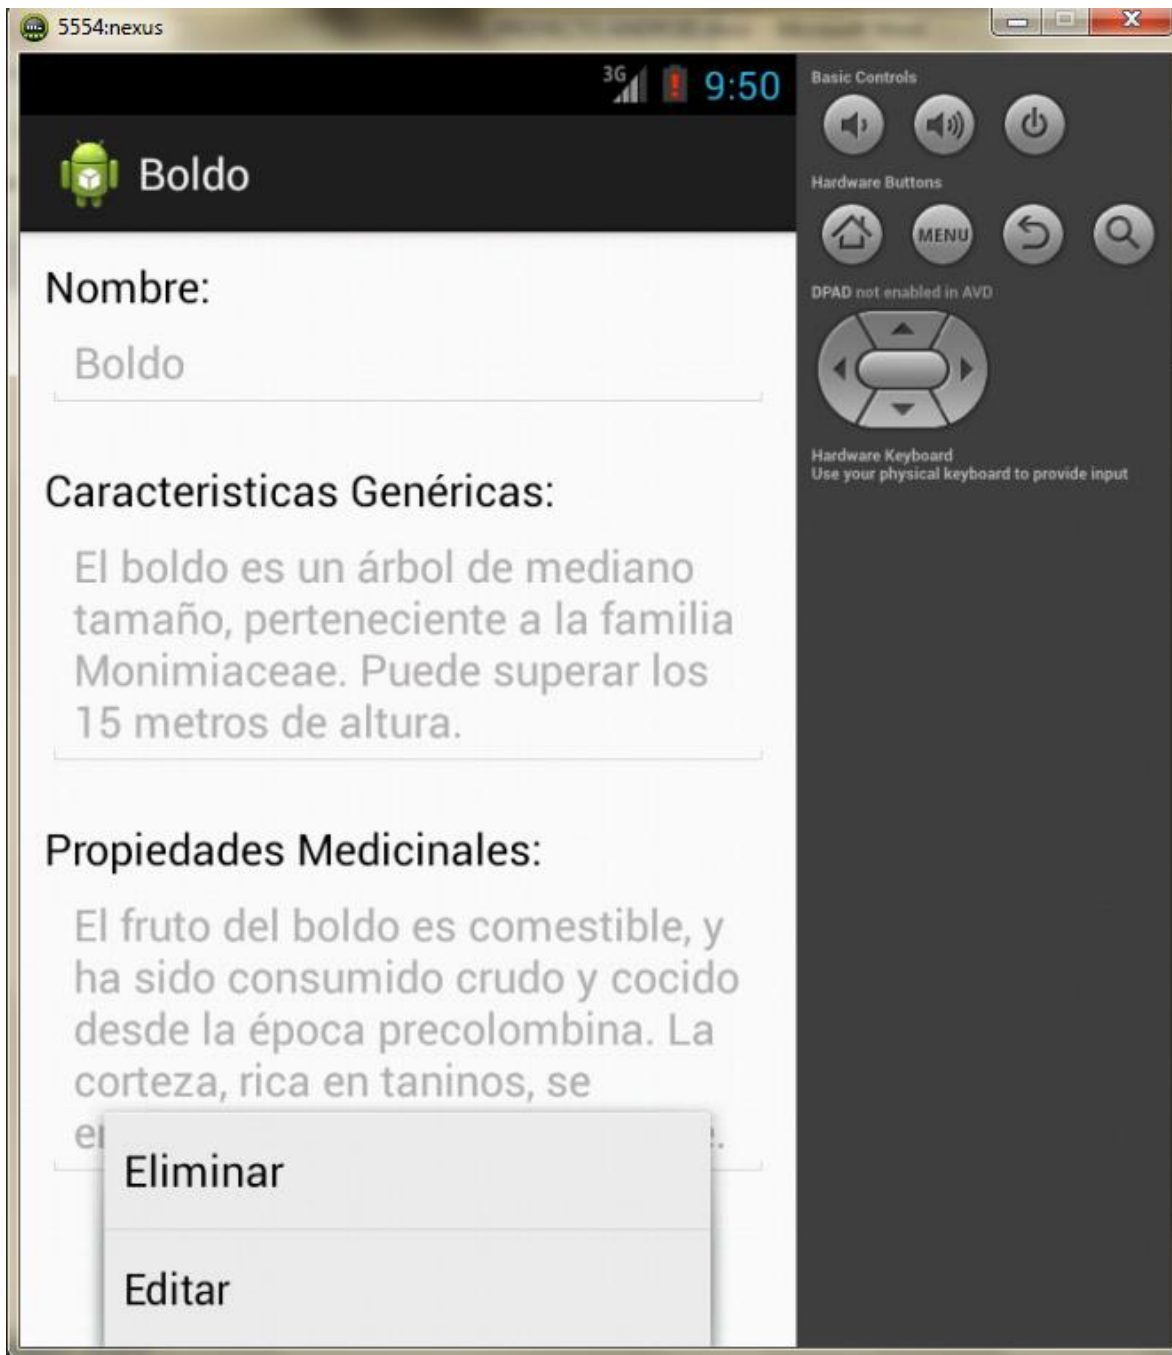 5554:nexus
3G 9:50
Boldo
Nombre:
Boldo
Caracteristicas Genéricas:
El boldo es un árbol de mediano
tamaño, perteneciente a la familia
Monimiaceae. Puede superar los
15 metros de altura.
Propiedades Medicinales:
El fruto del boldo es comestible, y
ha sido consumido crudo y cocido
desde la época precolombina. La
corteza, rica en taninos, se
Eliminar
Editar
Basic Controls
Hardware Buttons
MENU
DPAD not enabled in AVD
Hardware Keyboard
Use your physical keyboard to provide input